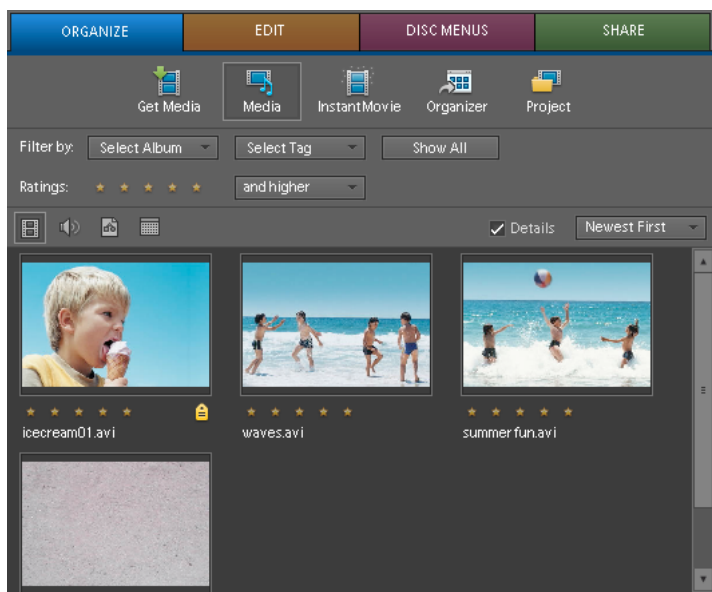 ORGANIZE EDIT DISC MENUS SHARE
Get Media Media InstantMovie Organizer Project
Filter by: Select Album Select Tag Show All
Ratings: and higher
Details Newest First
icecream01.avi waves.avi summer fun.avi